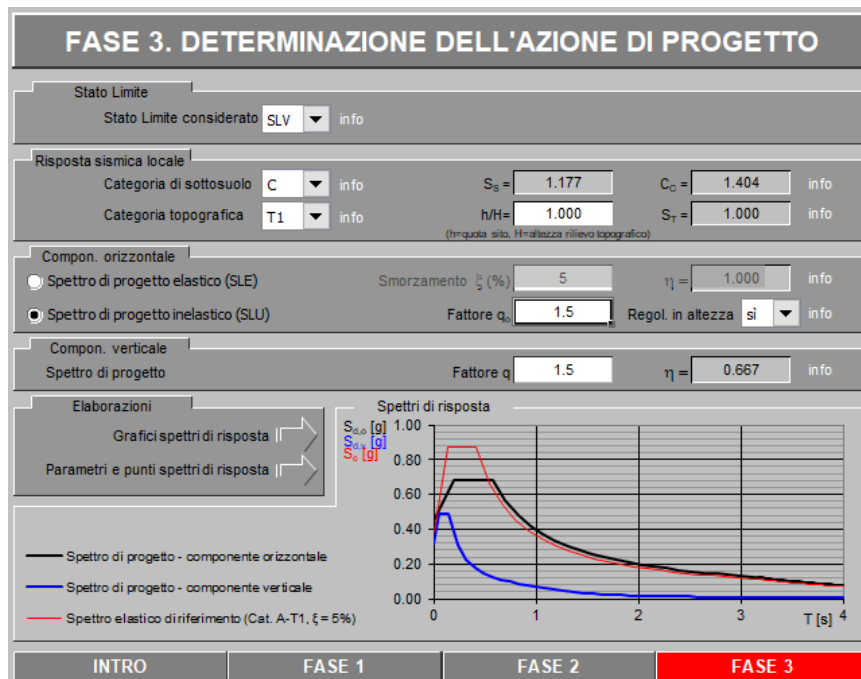 FASE 3. DETERMINAZIONE DELL'AZIONE DI PROGETTO
Stato Limite
Stato Limite considerato SLV info
Risposta sismica locale
Categoria di sottosuolo C info SS = 1.177 CC = 1.404 info
Categoria topografica T1 info h/H= 1.000 ST = 1.000 info
(h=quota sito, H=altezza rilievo topografico)
Compon. orizzontale
Spettro di progetto elastico (SLE) Smorzamento ξ (%) 5 η = 1.000 info
Spettro di progetto inelastico (SLU) Fattore qo 1.5 Regol. in altezza sì info
Compon. verticale
Spettro di progetto Fattore q 1.5 η = 0.667 info
Elaborazioni
Grafici spettri di risposta
Parametri e punti spettri di risposta
Spettri di risposta
Sd,o [g]
Sd,v [g]
Se [g]
1.00
0.80
0.60
0.40
0.20
0.00
0 1 2 3 T [s] 4
Spettro di progetto - componente orizzontale
Spettro di progetto - componente verticale
Spettro elastico di riferimento (Cat. A-T1, ξ = 5%)
INTRO FASE 1 FASE 2 FASE 3